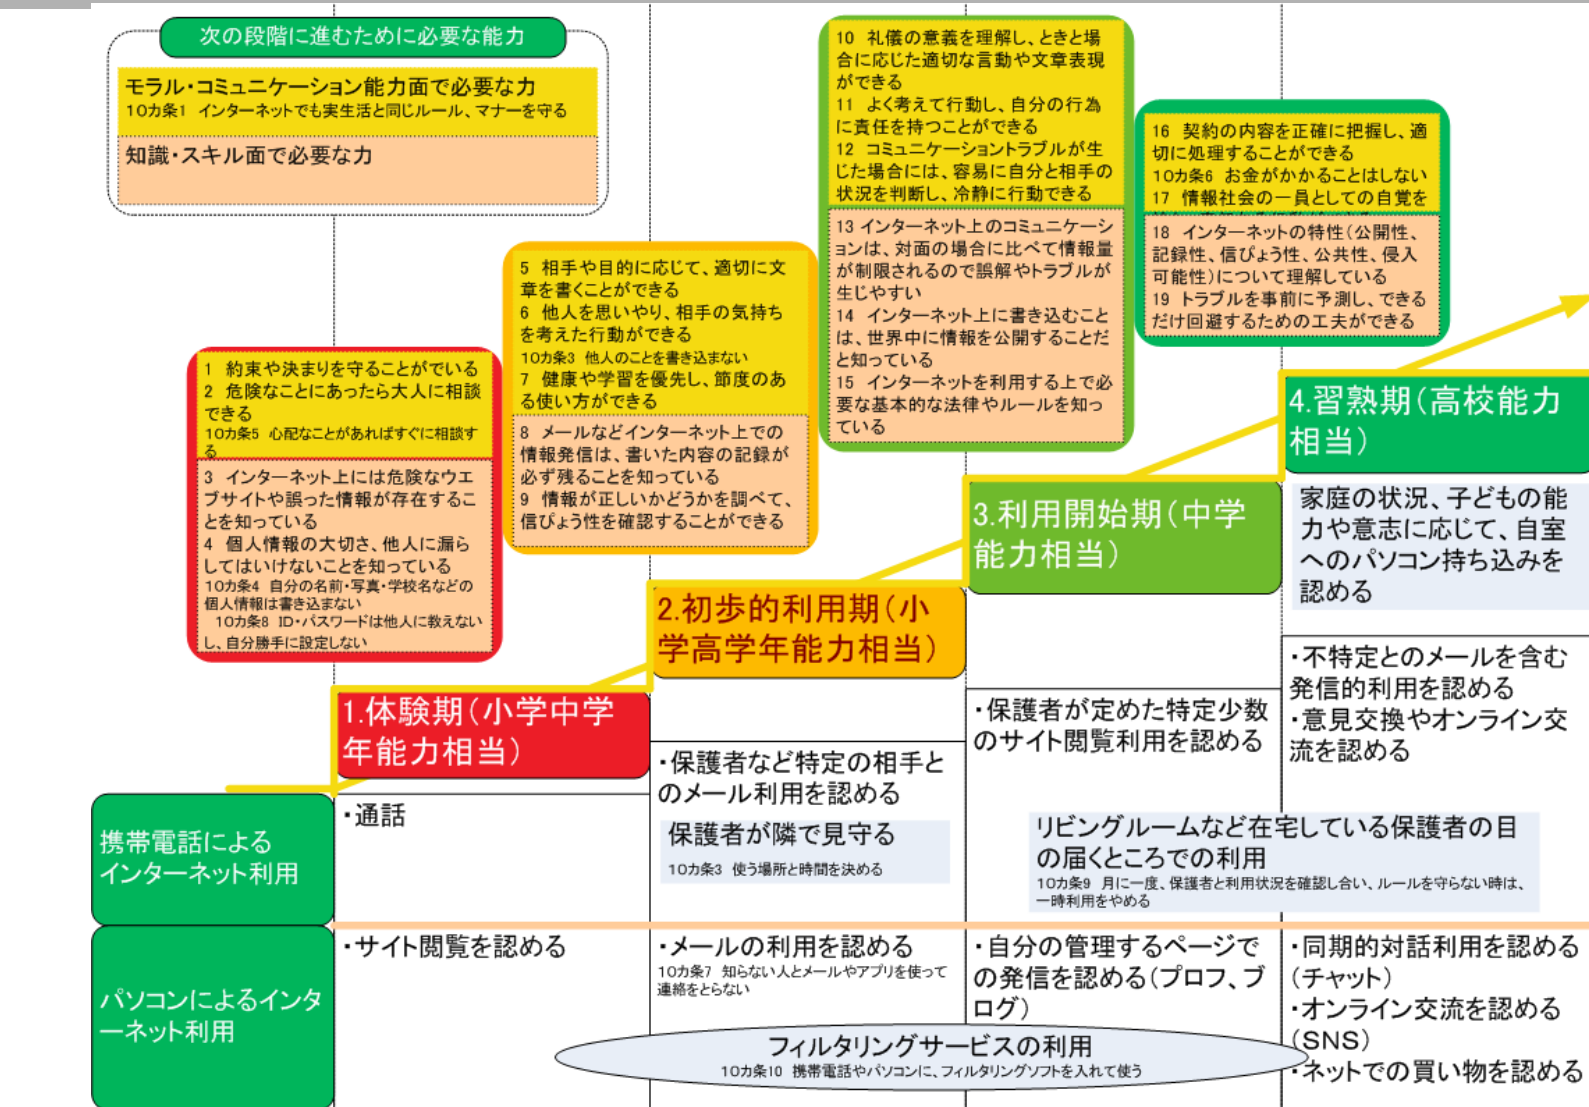 次の段階に進むために必要な能力
モラル・コミュニケーション能力面で必要な力
10カ条1 インターネットでも実生活と同じルール、マナーを守る
知識・スキル面で必要な力
1 約束や決まりを守ることがでいる
2 危険なことにあったら大人に相談
できる
10カ条5 心配なことがあればすぐに相談す
る
3 インターネット上には危険なウエ
ブサイトや誤った情報が存在するこ
とを知っている
4 個人情報の大切さ、他人に漏ら
してはいけないことを知っている
10カ条4 自分の名前・写真・学校名などの
個人情報は書き込まない
10カ条8 ID・パスワードは他人に教えない
し、自分勝手に設定しない
5 相手や目的に応じて、適切に文
章を書くことができる
6 他人を思いやり、相手の気持ち
を考えた行動ができる
10カ条3 他人のことを書き込まない
7 健康や学習を優先し、節度のあ
る使い方ができる
8 メールなどインターネット上での
情報発信は、書いた内容の記録が
必ず残ることを知っている
9 情報が正しいかどうかを調べて、
信ぴょう性を確認することができる
10 礼儀の意義を理解し、ときと場
合に応じた適切な言動や文章表現
ができる
11 よく考えて行動し、自分の行為
に責任を持つことができる
12 コミュニケーショントラブルが生
じた場合には、容易に自分と相手の
状況を判断し、冷静に行動できる
13 インターネット上のコミュニケーシ
ョンは、対面の場合に比べて情報量
が制限されるので誤解やトラブルが
生じやすい
14 インターネット上に書き込むこと
は、世界中に情報を公開することだ
と知っている
15 インターネットを利用する上で必
要な基本的な法律やルールを知っ
ている
16 契約の内容を正確に把握し、適
切に処理することができる
10カ条6 お金がかかることはしない
17 情報社会の一員としての自覚を
18 インターネットの特性(公開性、
記録性、信ぴょう性、公共性、侵入
可能性)について理解している
19 トラブルを事前に予測し、できる
だけ回避するための工夫ができる
1.体験期(小学中学
年能力相当)
2.初歩的利用期(小
学高学年能力相当)
3.利用開始期(中学
能力相当)
4.習熟期(高校能力
相当)
家庭の状況、子どもの能
力や意志に応じて、自室
へのパソコン持ち込みを
認める
携帯電話による
インターネット利用
・通話
・保護者など特定の相手と
のメール利用を認める
保護者が隣で見守る
10カ条3 使う場所と時間を決める
・保護者が定めた特定少数
のサイト閲覧利用を認める
・不特定とのメールを含む
発信的利用を認める
・意見交換やオンライン交
流を認める
リビングルームなど在宅している保護者の目
の届くところでの利用
10カ条9 月に一度、保護者と利用状況を確認し合い、ルールを守らない時は、
一時利用をやめる
パソコンによるインタ
ーネット利用
・サイト閲覧を認める
・メールの利用を認める
10カ条7 知らない人とメールやアプリを使って
連絡をとらない
・自分の管理するページで
の発信を認める(プロフ、ブ
ログ)
・同期的対話利用を認める
(チャット)
・オンライン交流を認める
(SNS)
・ネットでの買い物を認める
フィルタリングサービスの利用
10カ条10 携帯電話やパソコンに、フィルタリングソフトを入れて使う